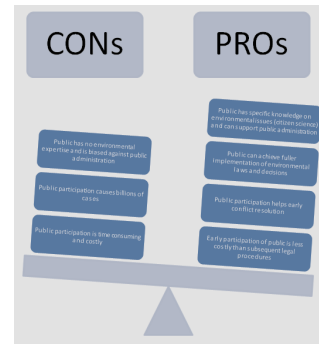 CONs
PROs
Public has no environmental
expertise and is biased against public
administration
Public participation causes billions of
cases
Public participation is time consuming
and costly
Public has specific knowledge on
environmental issues (citizen science)
and can support public administration
Public can achieve fuller
implementation of environmental
laws and decisions
Public participation helps early
conflict resolution
Early participation of public is less
costly than subsequent legal
procedures